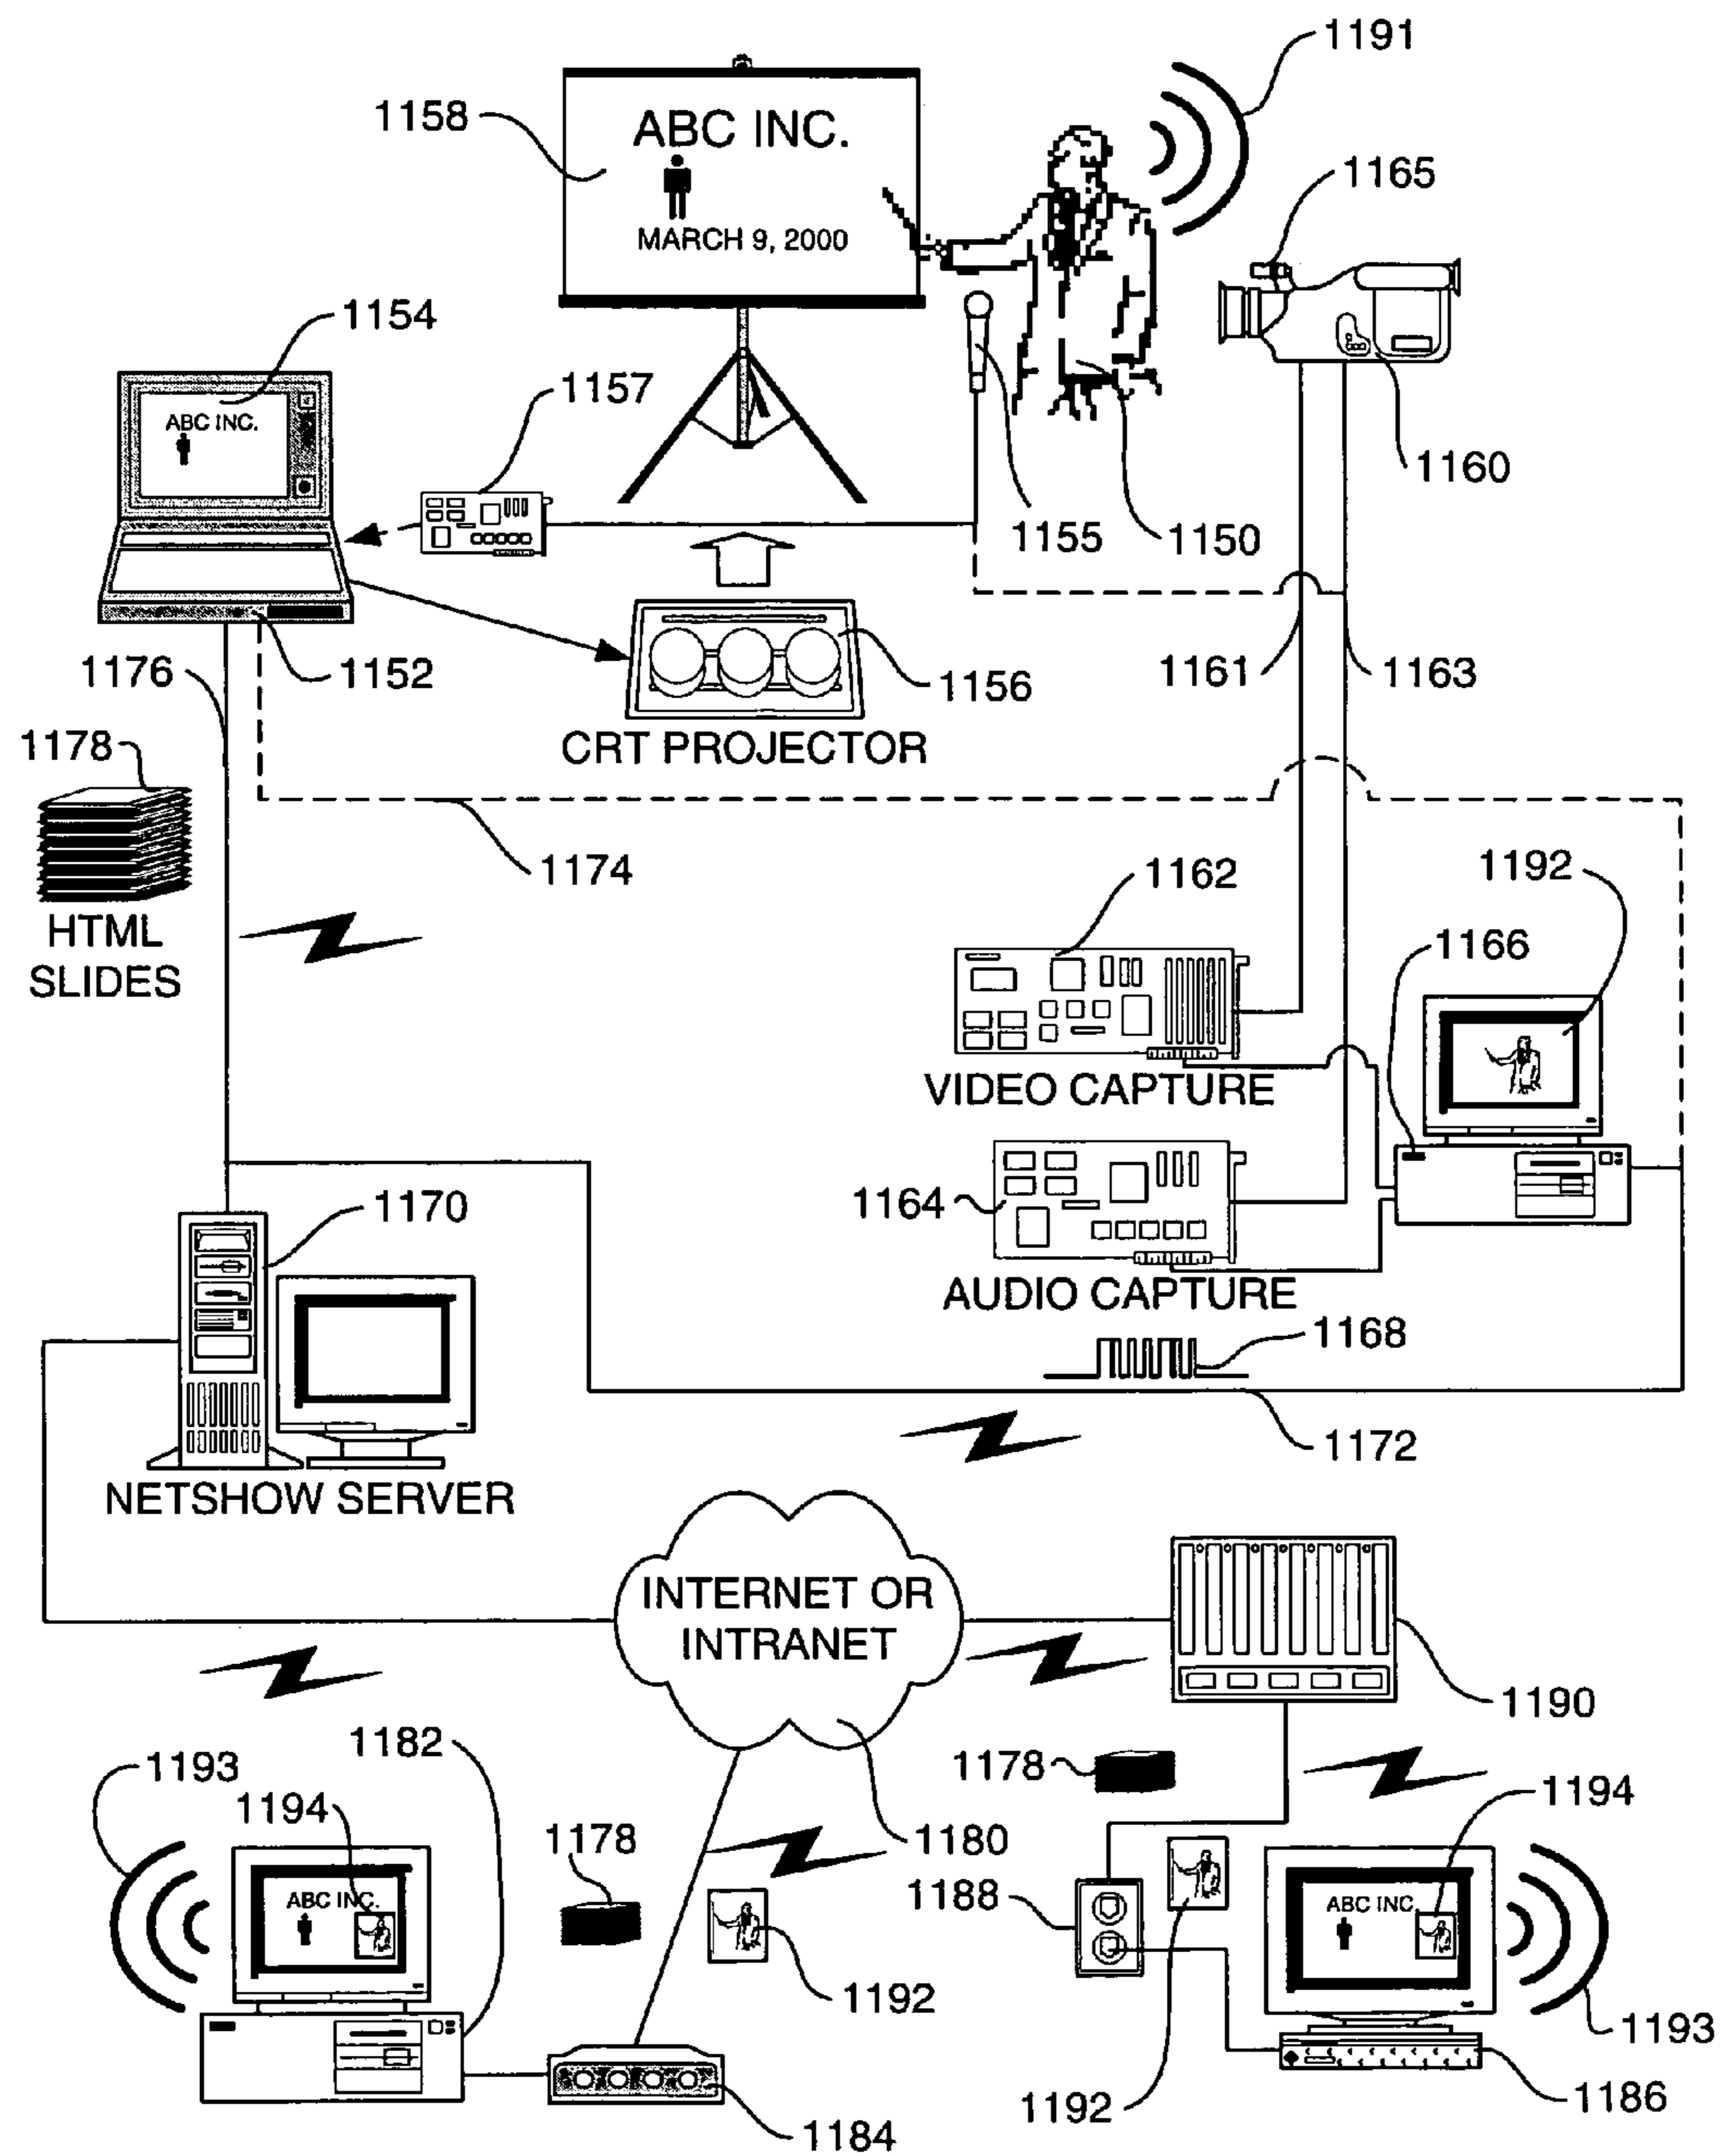 1191
1158
ABC INC.
1165
MARCH 9, 2000
1154
1157
ABC INC.
1160
1155
1150
1176
1152
1161
1163
1156
1178
CRT PROJECTOR
1174
1162
1192
HTML
SLIDES
1166
VIDEO CAPTURE
1170
1164
AUDIO CAPTURE
1168
1172
NETSHOW SERVER
INTERNET OR
INTRANET
1190
1182
1193
1178
1194
1194
1178
1180
1188
ABC INC.
ABC INC.
1192
1193
1192
1186
1184